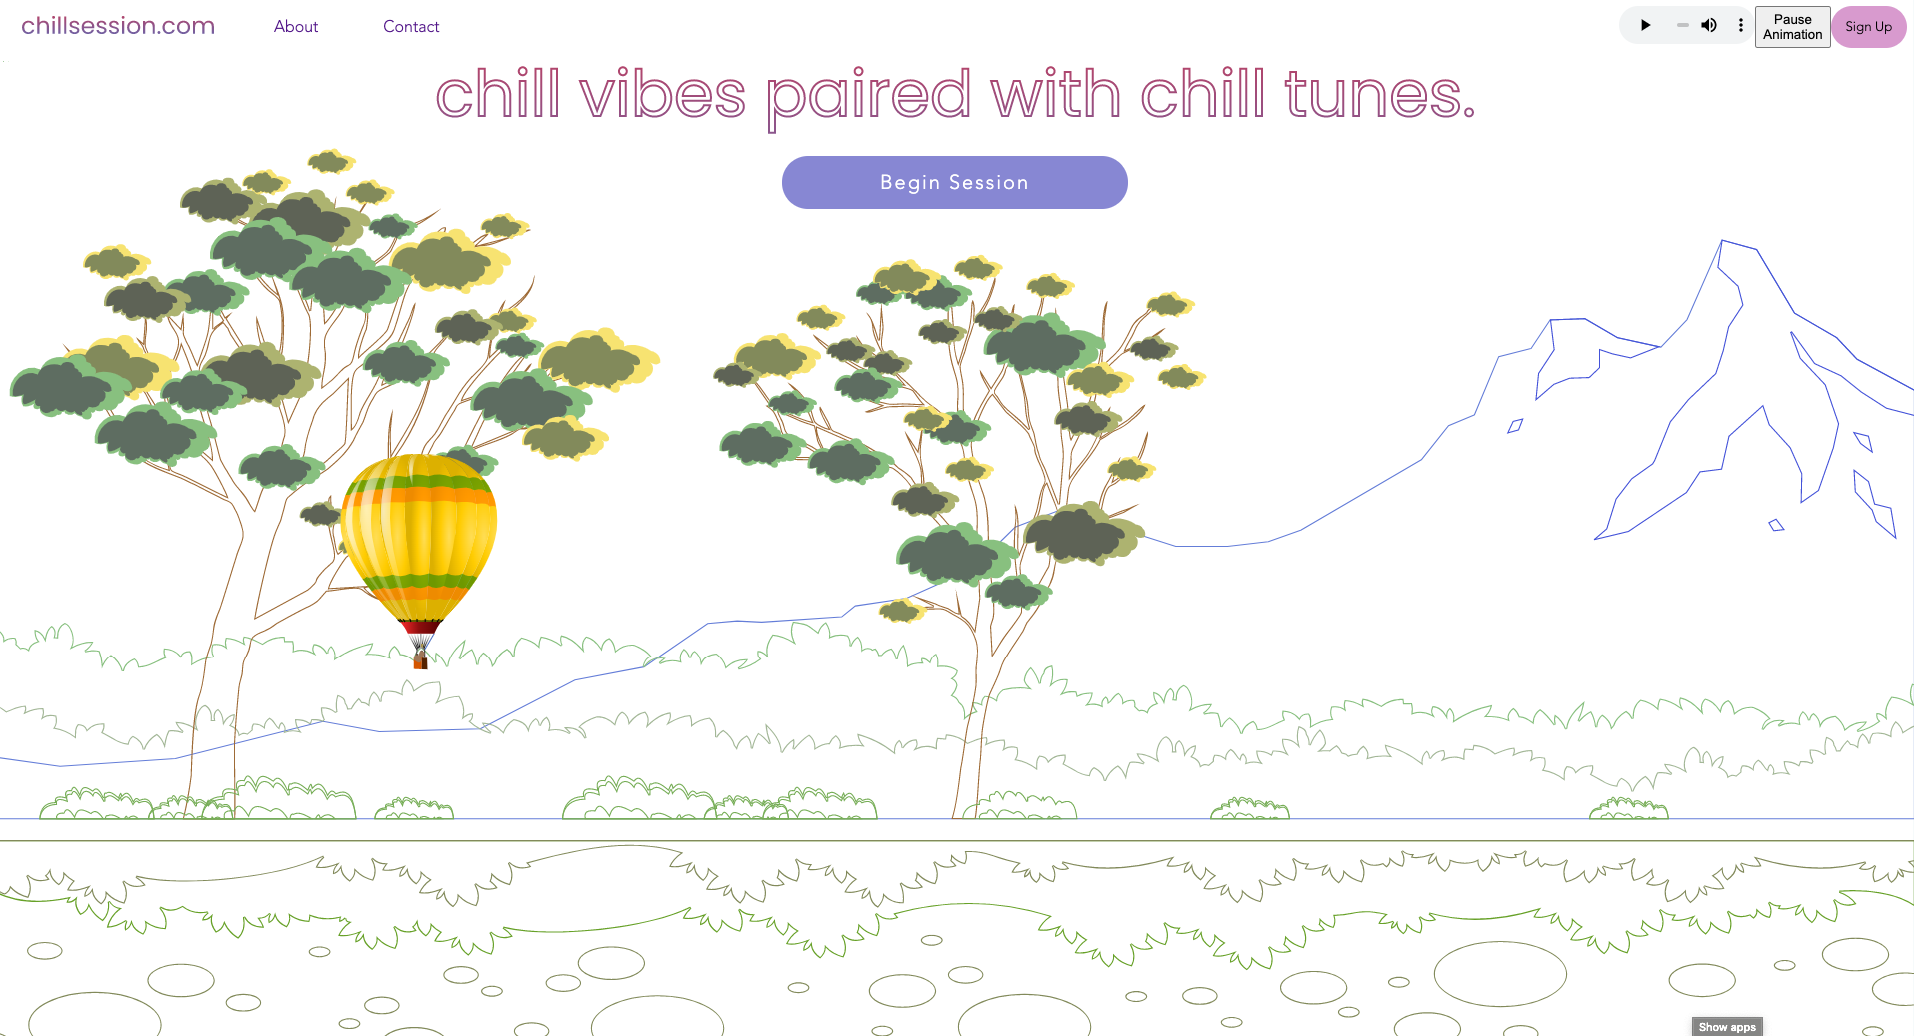 chillsession.com
About
Contact
Pause
Animation
Sign Up
chill vibes paired with chill tunes.
Begin Session
Show apps